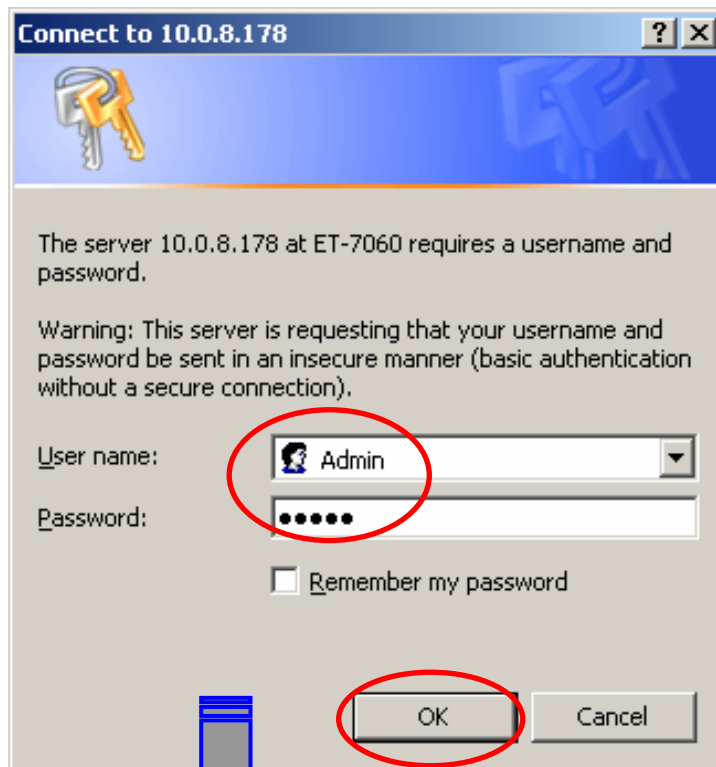 Connect to 10.0.8.178
The server 10.0.8.178 at ET-7060 requires a username and
password.
Warning: This server is requesting that your username and
password be sent in an insecure manner (basic authentication
without a secure connection).
User name:
Admin
Password:
•••••
Remember my password
OK
Cancel